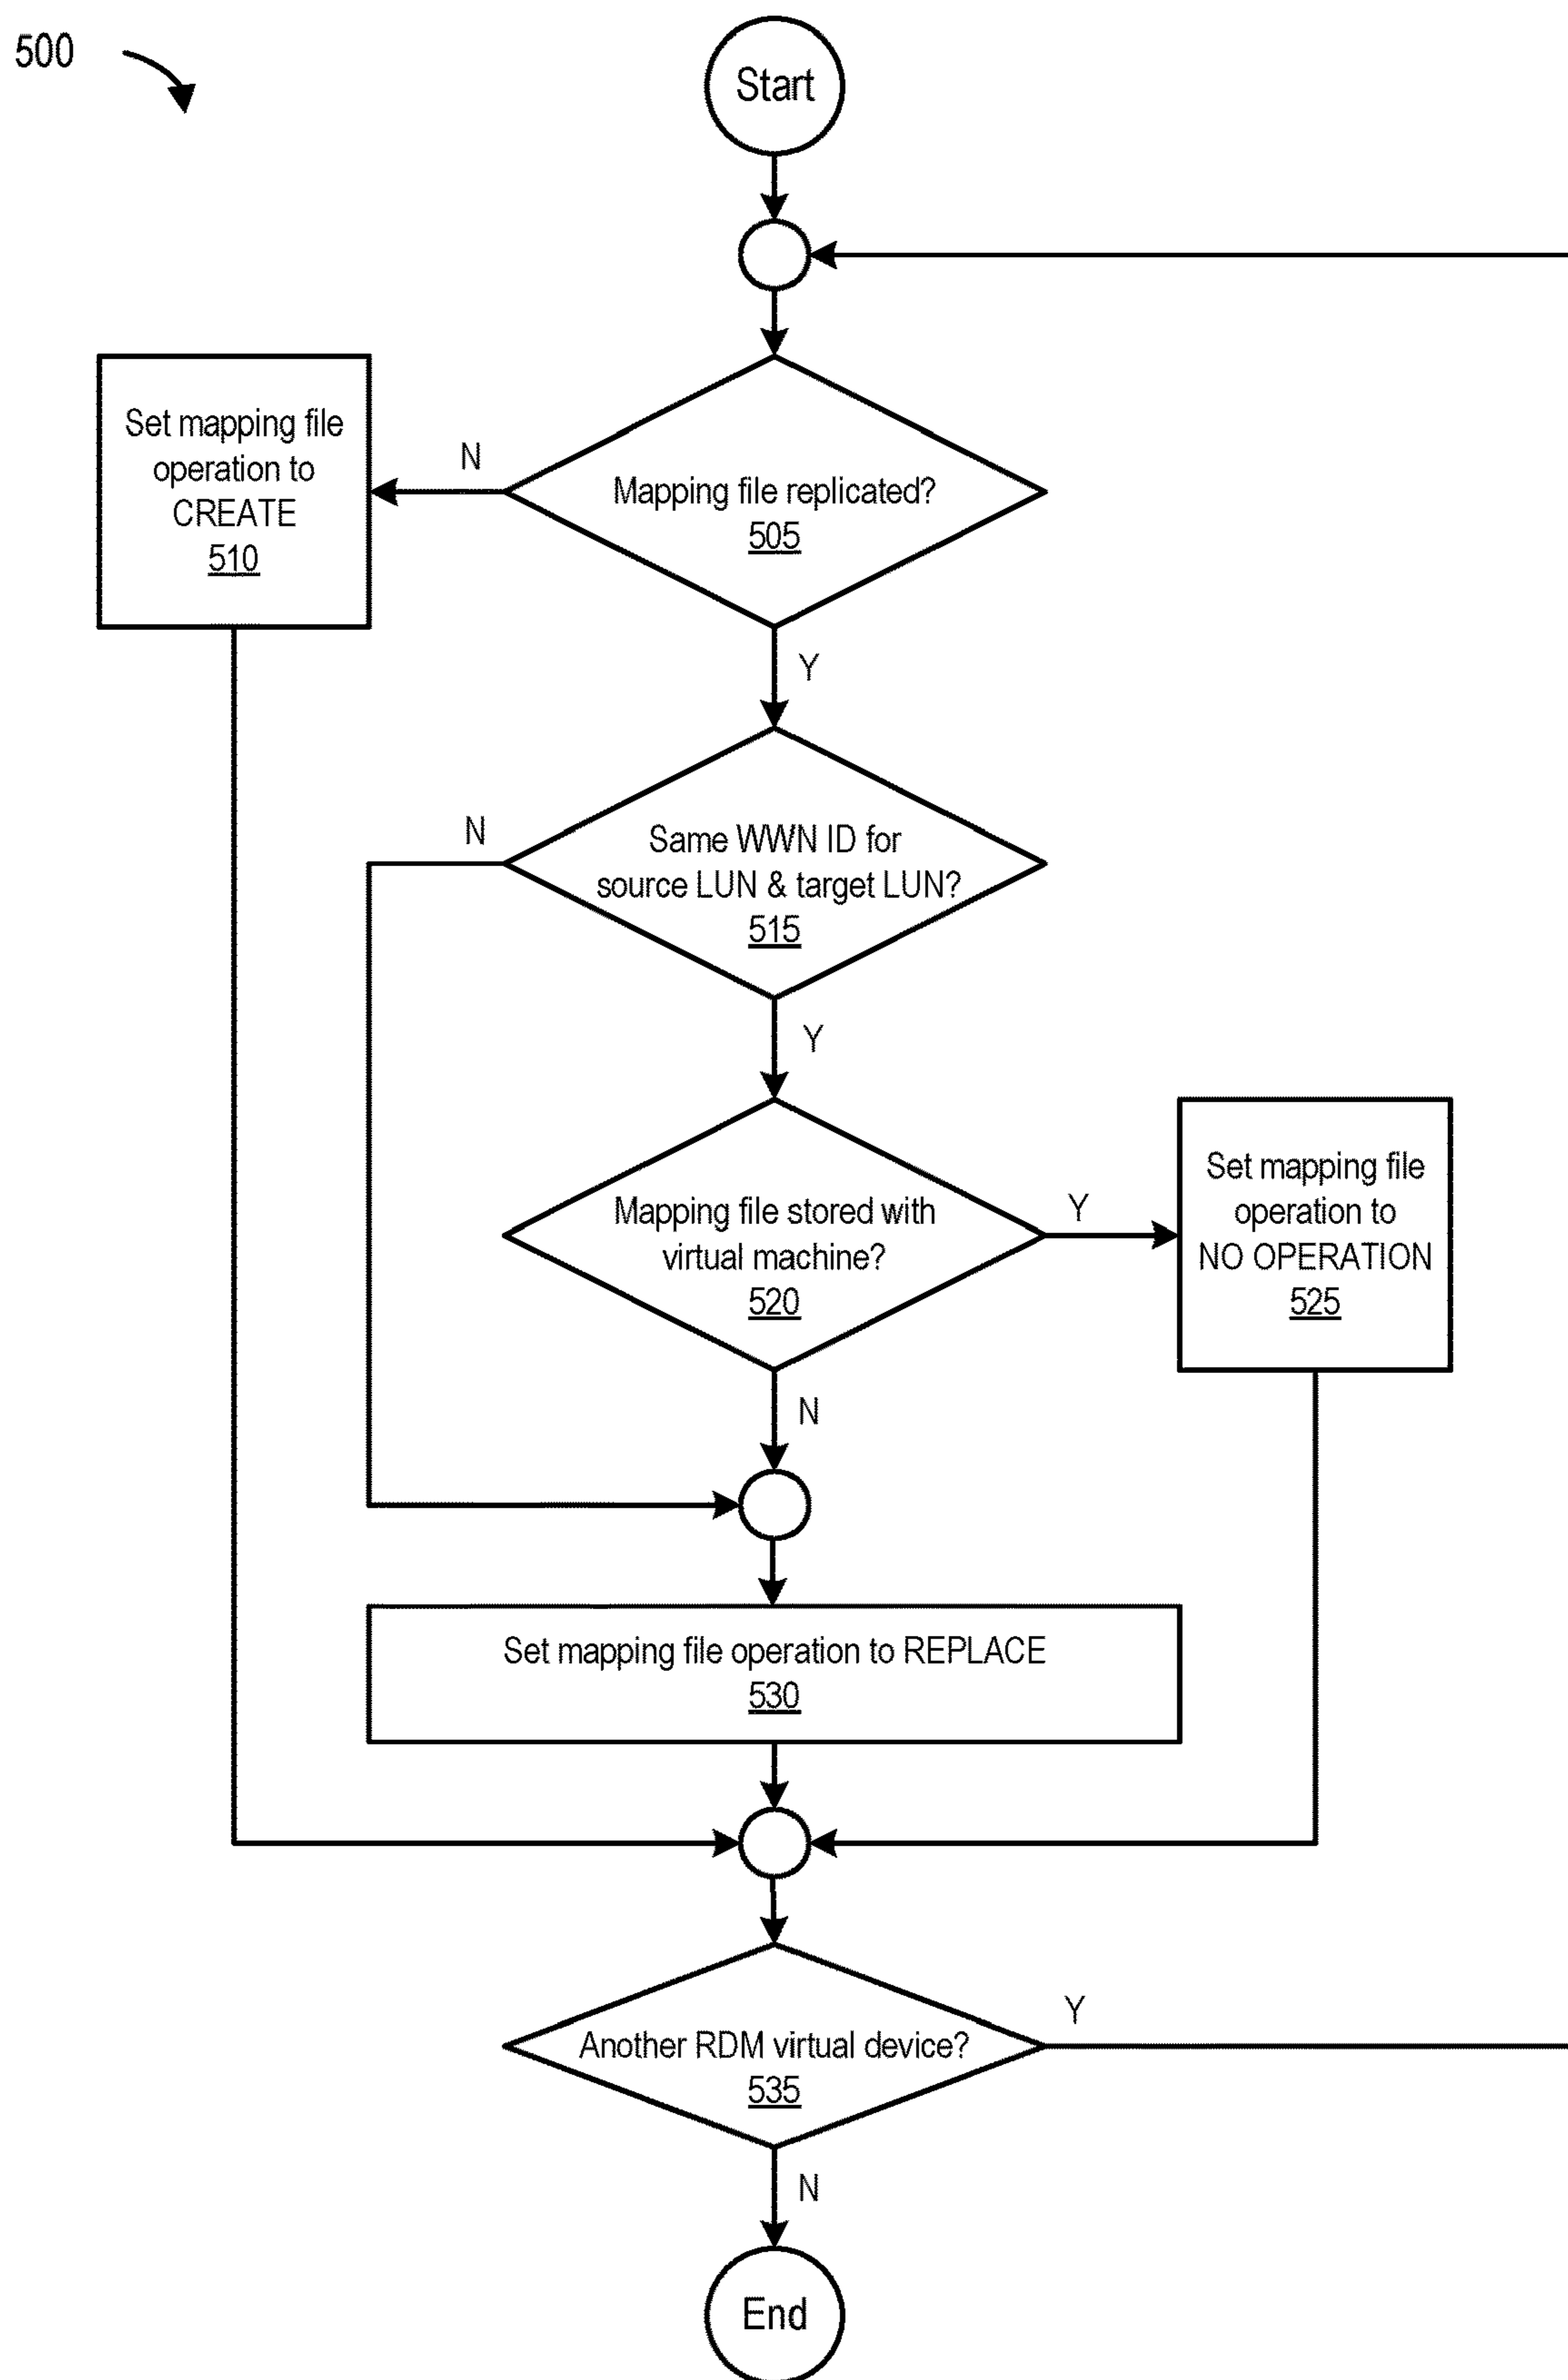 500
Start
Set mapping file
operation to
CREATE
510
N
Mapping file replicated?
505
Y
N
Same WWN ID for
source LUN & target LUN?
515
Y
Mapping file stored with
virtual machine?
520
Y
Set mapping file
operation to
NO OPERATION
525
N
Set mapping file operation to REPLACE
530
Another RDM virtual device?
535
Y
N
End